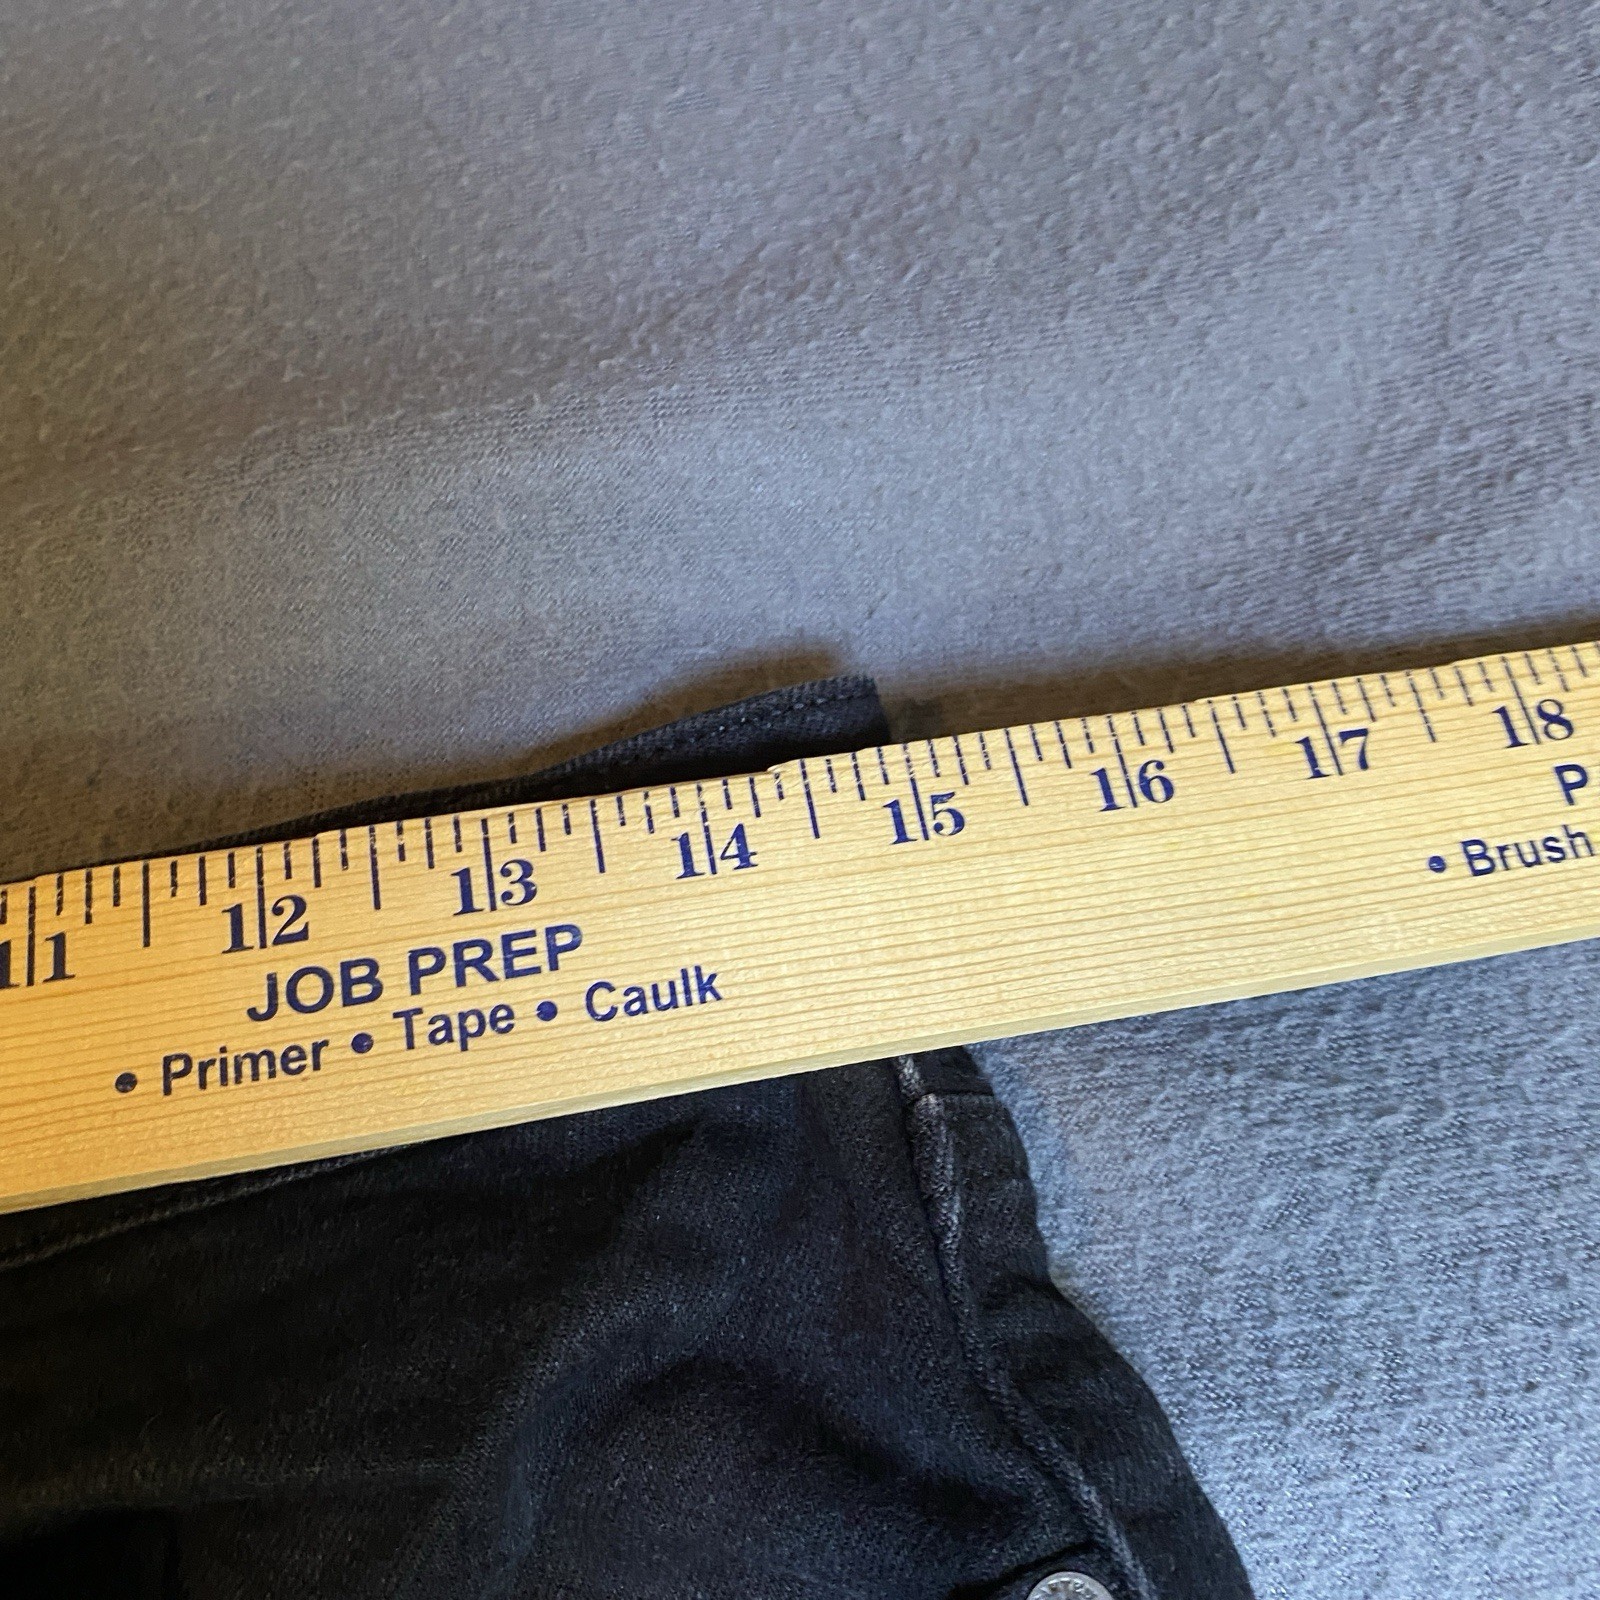 11 12 13 14 15 16 17 18
JOB PREP
• Primer • Tape • Caulk
P
• Brush